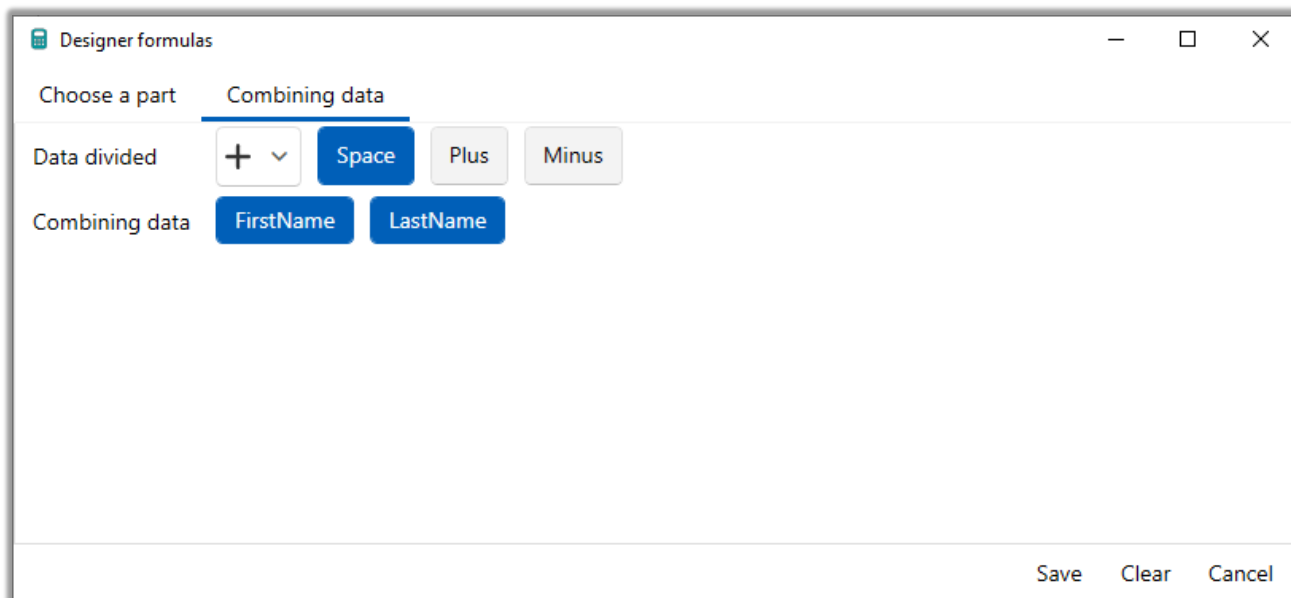 Designer formulas
Choose a part Combining data
Data divided Space Plus Minus
Combining data FirstName LastName
Save Clear Cancel